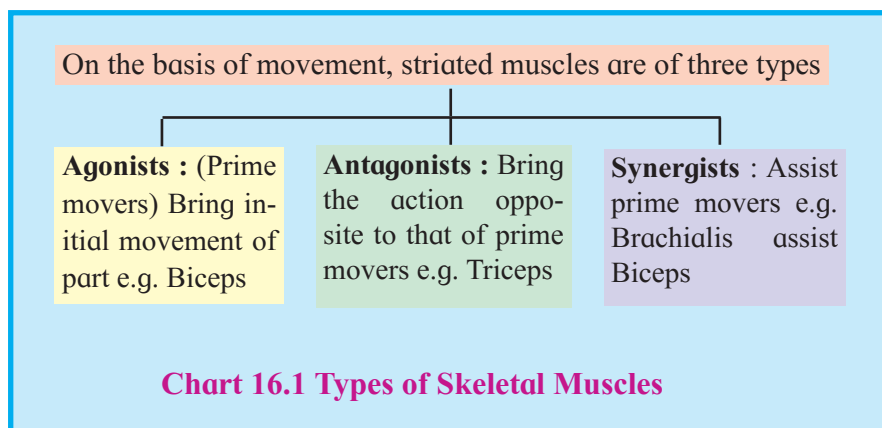 On the basis of movement, striated muscles are of three types
Agonists : (Prime
movers) Bring in-
itial movement of
part e.g. Biceps
Antagonists : Bring
the action oppo-
site to that of prime
movers e.g. Triceps
Synergists : Assist
prime movers e.g.
Brachialis assist
Biceps
Chart 16.1 Types of Skeletal Muscles